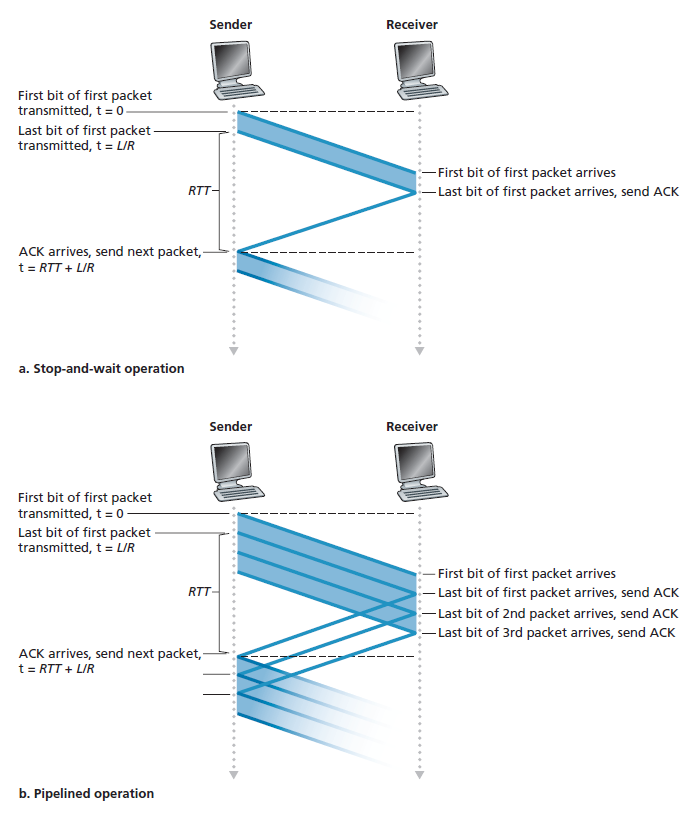 Sender
Receiver
First bit of first packet
transmitted, t = 0
Last bit of first packet
transmitted, t = L/R
First bit of first packet arrives
Last bit of first packet arrives, send ACK
RTT
ACK arrives, send next packet,
t = RTT + L/R
a. Stop-and-wait operation
Sender
Receiver
First bit of first packet
transmitted, t = 0
Last bit of first packet
transmitted, t = L/R
First bit of first packet arrives
Last bit of first packet arrives, send ACK
RTT
Last bit of 2nd packet arrives, send ACK
Last bit of 3rd packet arrives, send ACK
ACK arrives, send next packet,
t = RTT + L/R
b. Pipelined operation